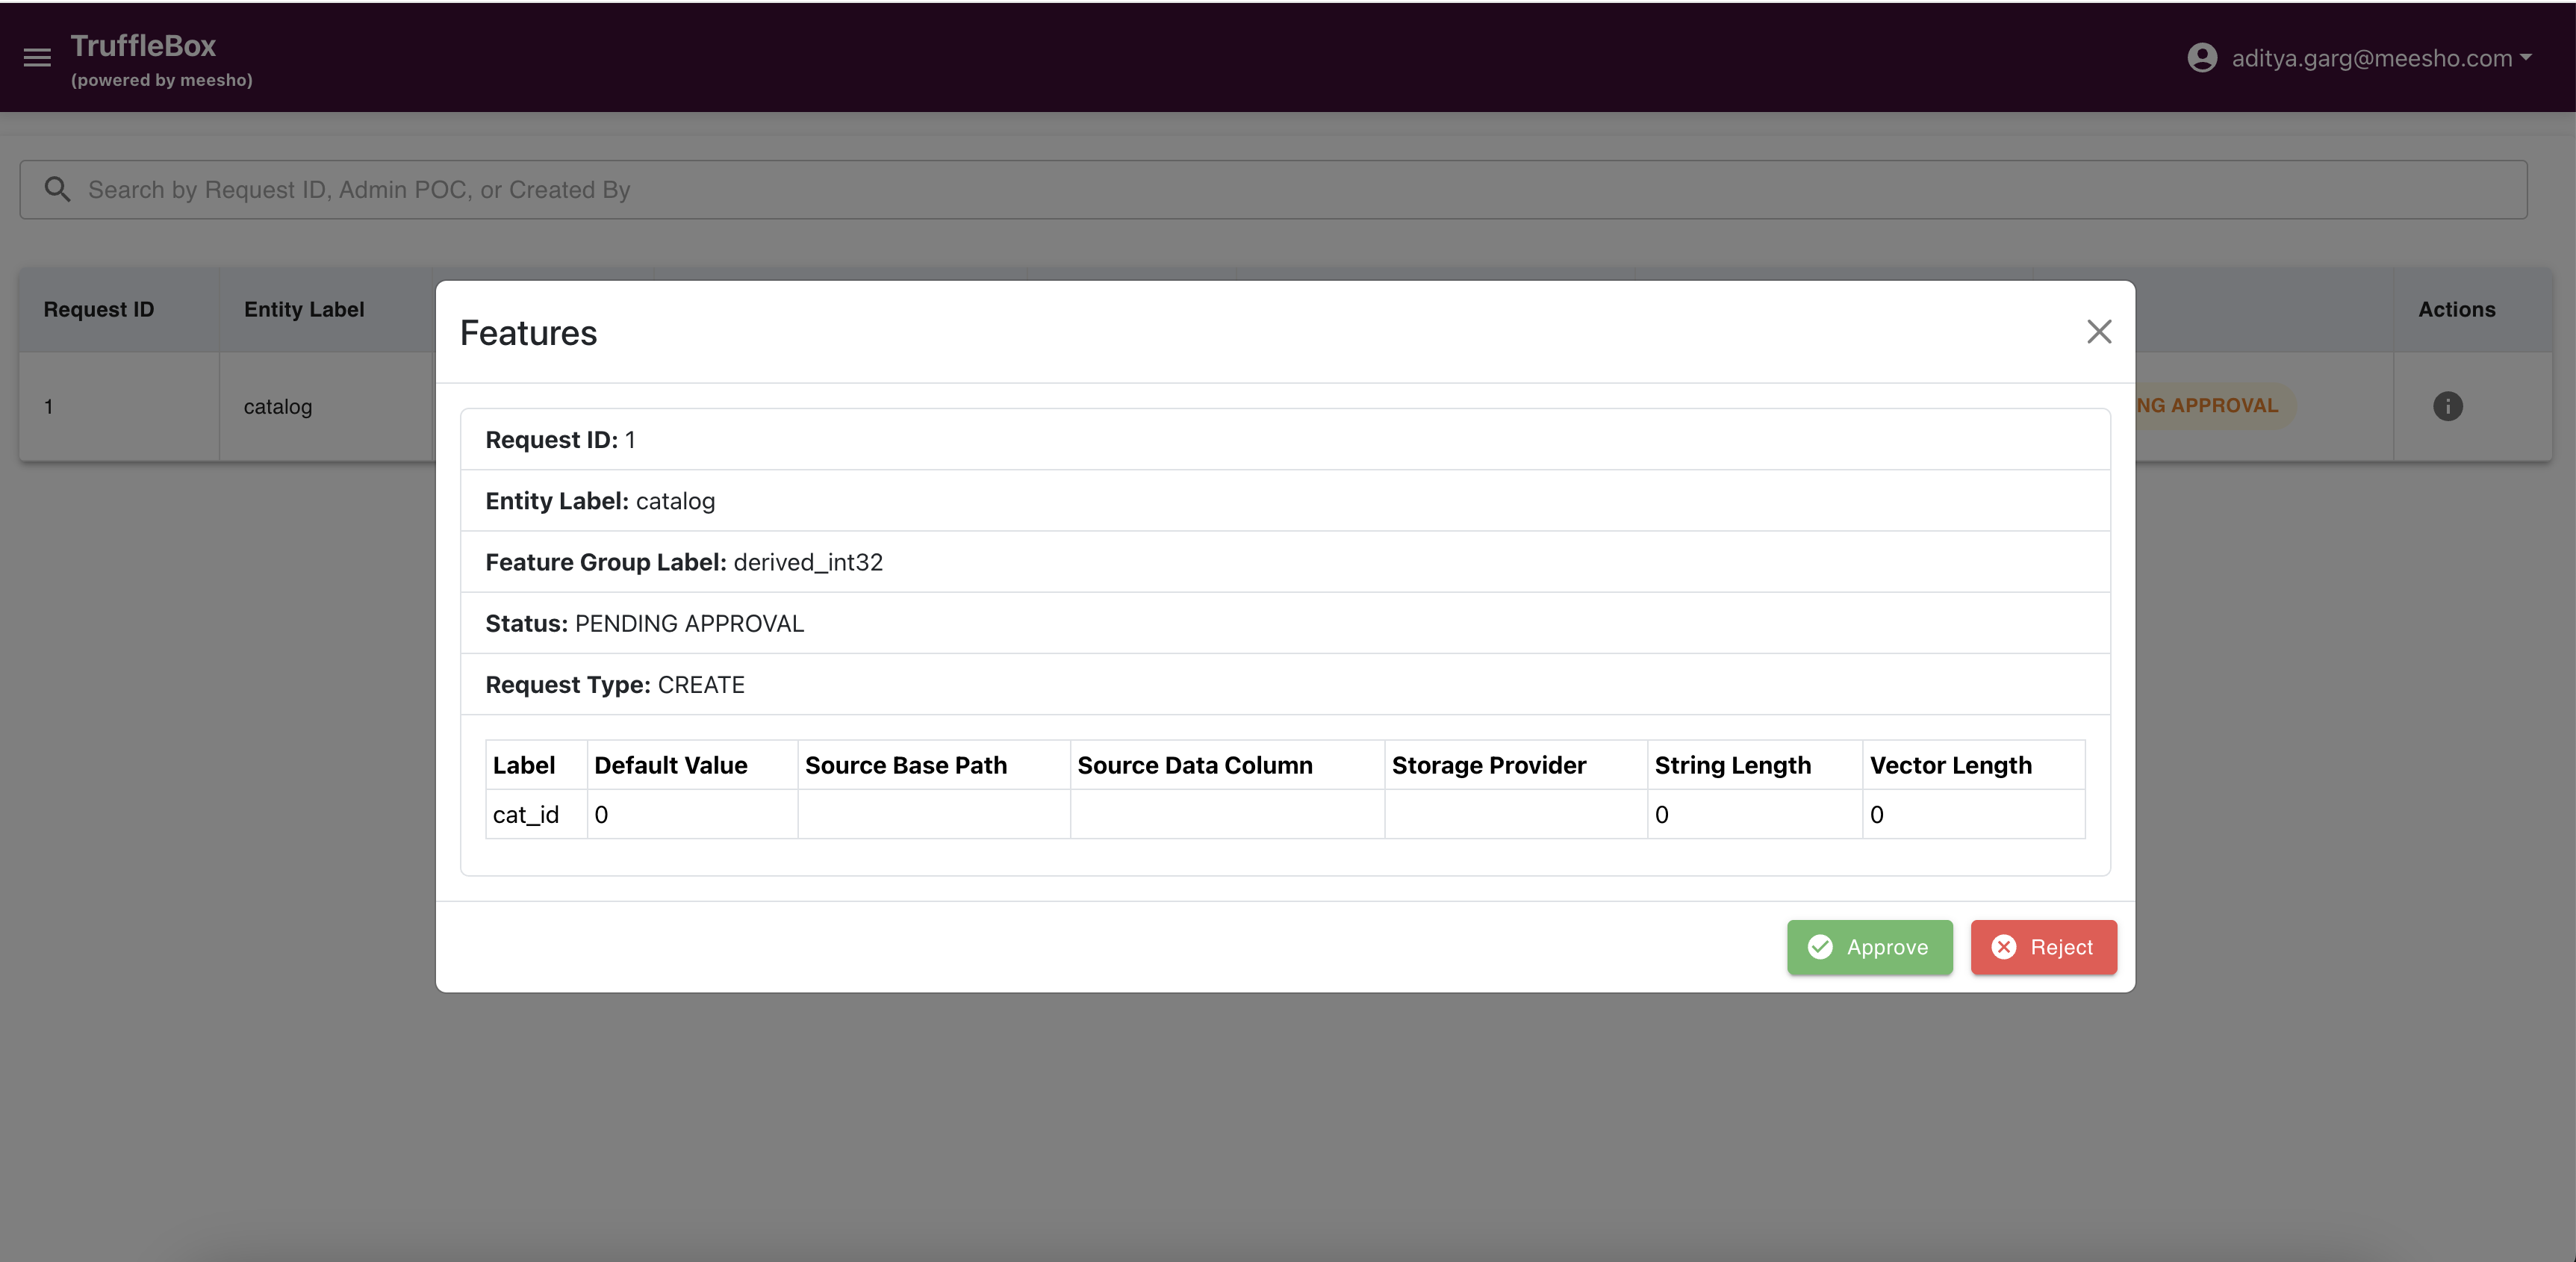 TruffleBox
(powered by meesho)
aditya.garg@meesho.com
Search by Request ID, Admin POC, or Created By
Request ID Entity Label Actions
1 catalog NG APPROVAL
Features
Request ID: 1
Entity Label: catalog
Feature Group Label: derived_int32
Status: PENDING APPROVAL
Request Type: CREATE
Label Default Value Source Base Path Source Data Column Storage Provider String Length Vector Length
cat_id 0 0 0
Approve Reject